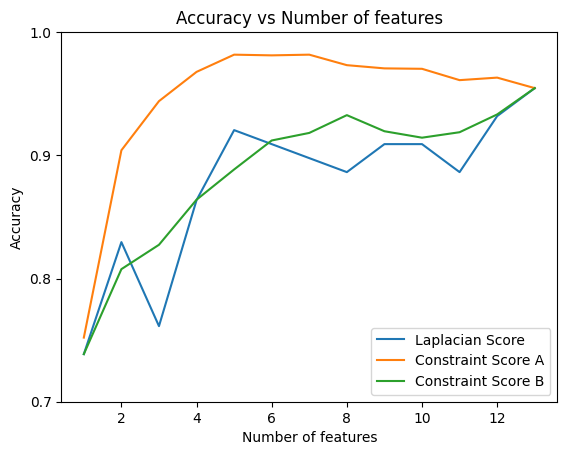 Accuracy vs Number of features
1.0
0.9
0.8
0.7
Accuracy
2 4 6 8 10 12
Number of features
Laplacian Score
Constraint Score A
Constraint Score B